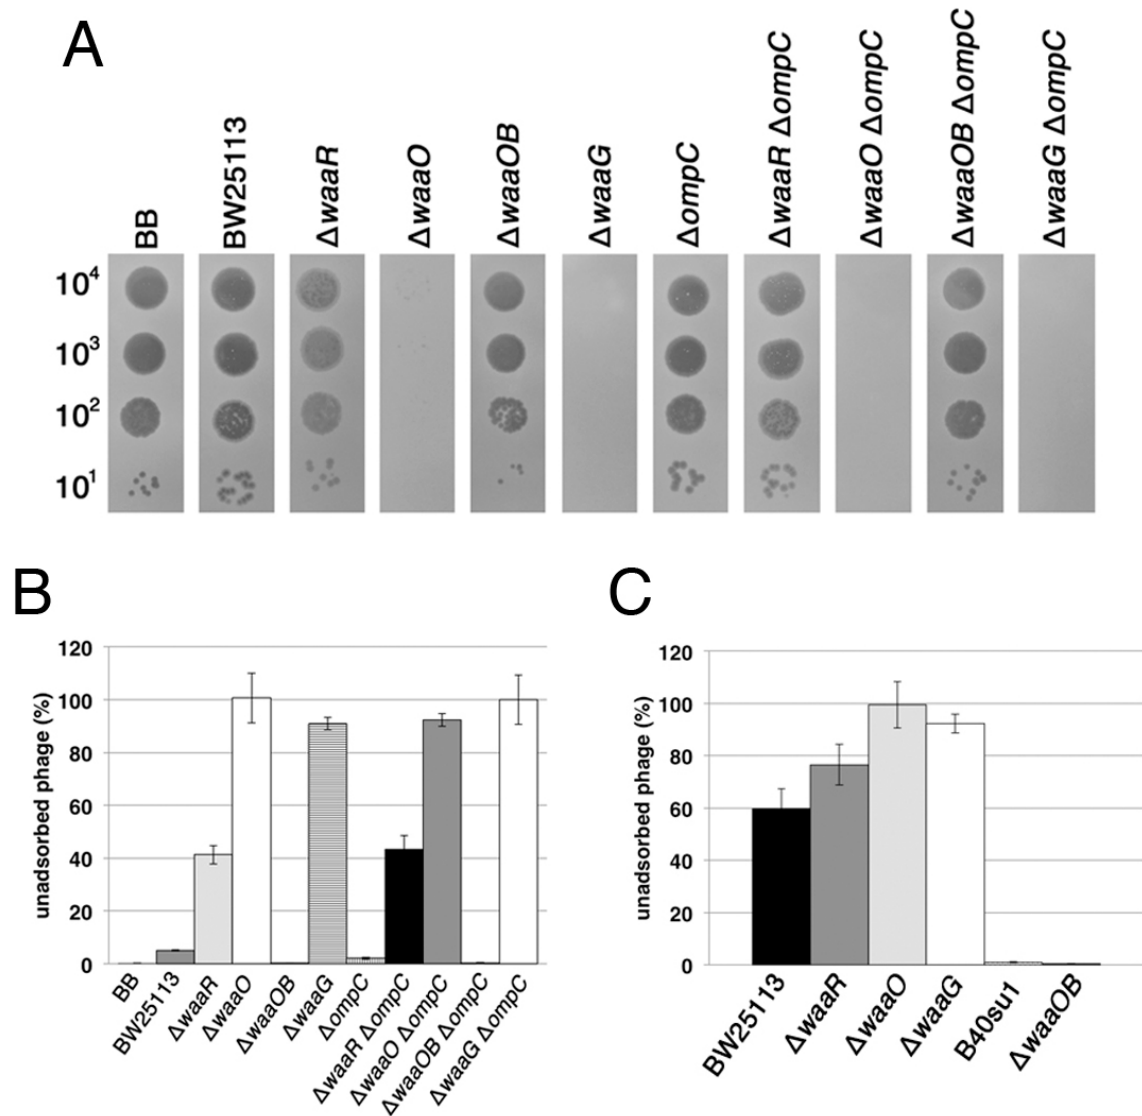 A
BB
BW25113
ΔwaaR
ΔwaaO
ΔwaaOB
ΔwaaG
ΔompC
ΔwaaR ΔompC
ΔwaaO ΔompC
ΔwaaOB ΔompC
ΔwaaG ΔompC
10⁴
10³
10²
10¹
B
unadsorbed phage (%)
120
100
80
60
40
20
0
BB
BW25113
ΔwaaR
ΔwaaO
ΔwaaOB
ΔwaaG
ΔompC
ΔwaaR ΔompC
ΔwaaO ΔompC
ΔwaaOB ΔompC
ΔwaaG ΔompC
C
unadsorbed phage (%)
120
100
80
60
40
20
0
BW25113
ΔwaaR
ΔwaaO
ΔwaaG
B40su1
ΔwaaOB